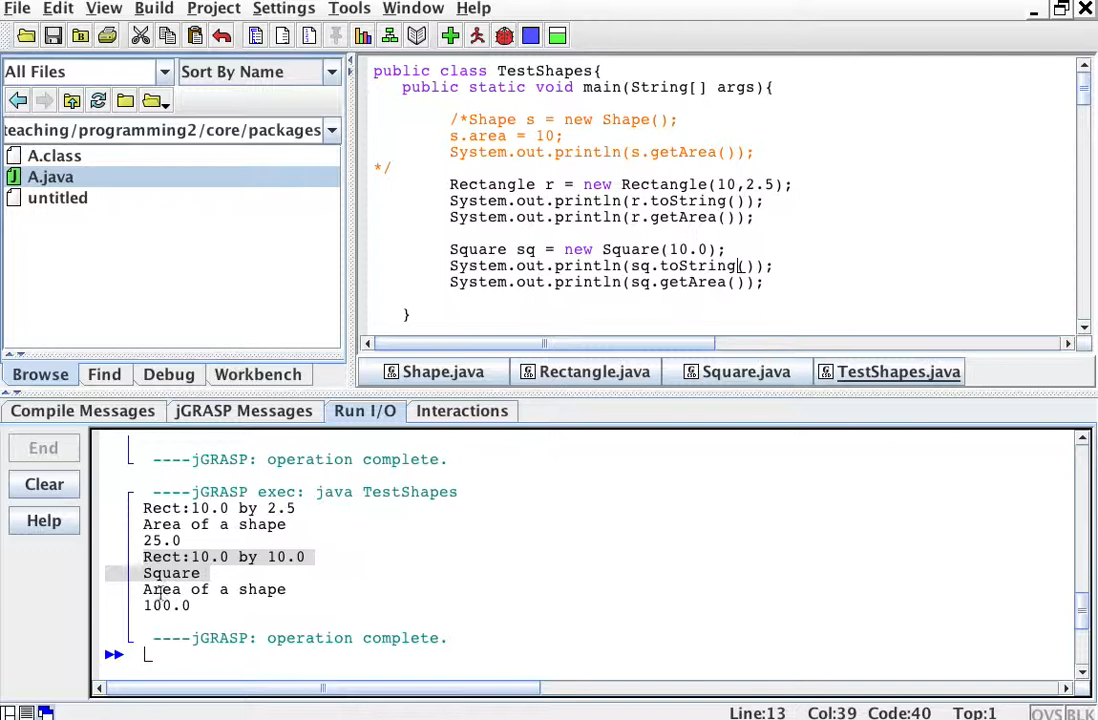 File Edit View Build Project Settings Tools Window Help
All Files Sort By Name
teaching/programming2/core/packages
A.class
A.java
untitled
public class TestShapes{
public static void main(String[] args){
/*Shape s = new Shape();
s.area = 10;
System.out.println(s.getArea());
*/
Rectangle r = new Rectangle(10,2.5);
System.out.println(r.toString());
System.out.println(r.getArea());
Square sq = new Square(10.0);
System.out.println(sq.toString());
System.out.println(sq.getArea());
}
Browse Find Debug Workbench
Shape.java Rectangle.java Square.java TestShapes.java
Compile Messages jGRASP Messages Run I/O Interactions
End
Clear
Help
----jGRASP: operation complete.
----jGRASP exec: java TestShapes
Rect:10.0 by 2.5
Area of a shape
25.0
Rect:10.0 by 10.0
Square
Area of a shape
100.0
----jGRASP: operation complete.
Line:13 Col:39 Code:40 Top:1 OVS BLK